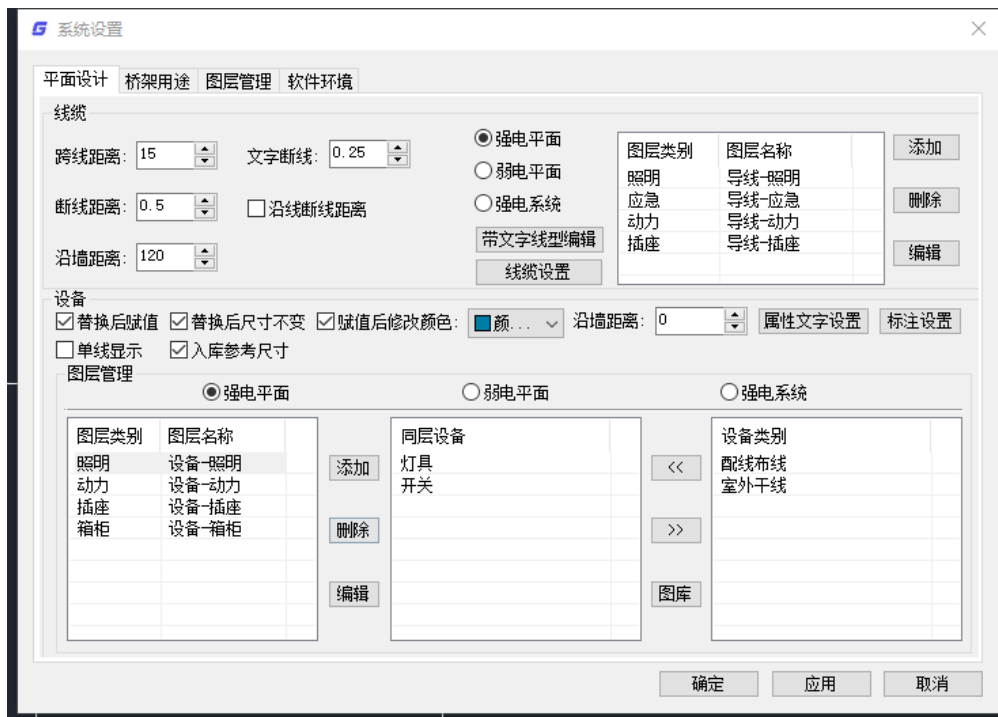 系统设置
平面设计 桥架用途 图层管理 软件环境
线缆
跨线距离: 15 文字断线: 0.25
断线距离: 0.5 沿线断线距离
沿墙距离: 120
强电平面
弱电平面
强电系统
带文字线型编辑
线缆设置
图层类别 图层名称
照明 导线-照明
应急 导线-应急
动力 导线-动力
插座 导线-插座
添加
删除
编辑
设备
替换后赋值 替换后尺寸不变 赋值后修改颜色: 颜... 沿墙距离: 0 属性文字设置 标注设置
单线显示 入库参考尺寸
图层管理
强电平面 弱电平面 强电系统
图层类别 图层名称
照明 设备-照明
动力 设备-动力
插座 设备-插座
箱柜 设备-箱柜
添加
删除
编辑
同层设备
灯具
开关
<<
>>
图库
设备类别
配线布线
室外干线
确定 应用 取消